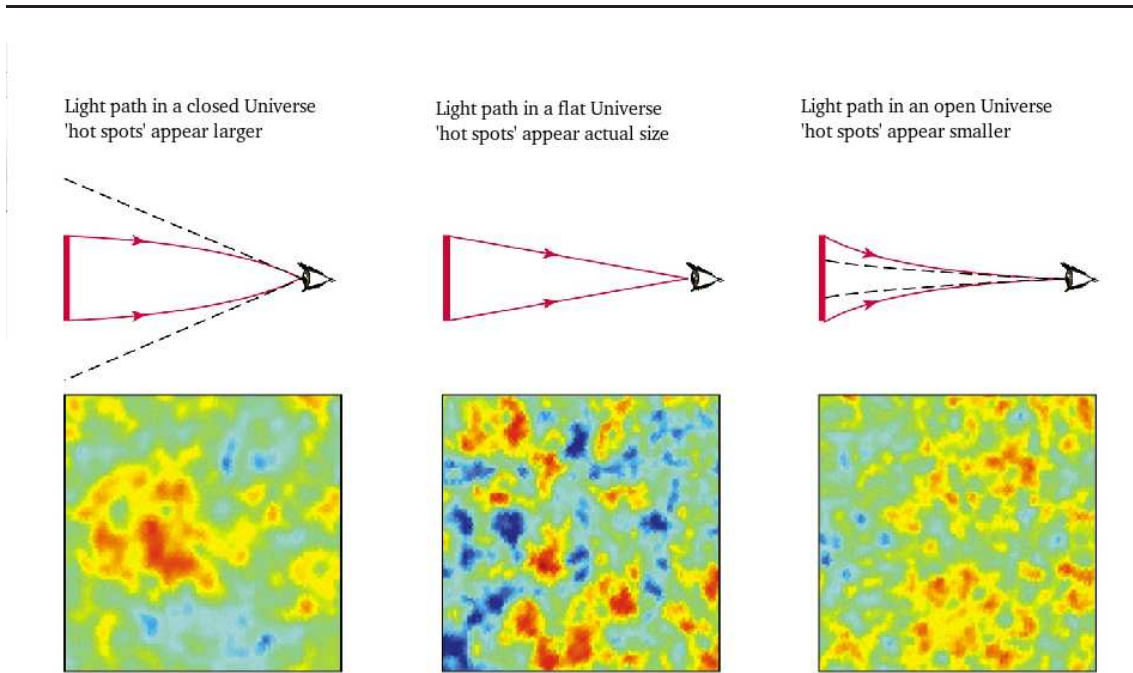 Light path in a closed Universe
'hot spots' appear larger
Light path in a flat Universe
'hot spots' appear actual size
Light path in an open Universe
'hot spots' appear smaller